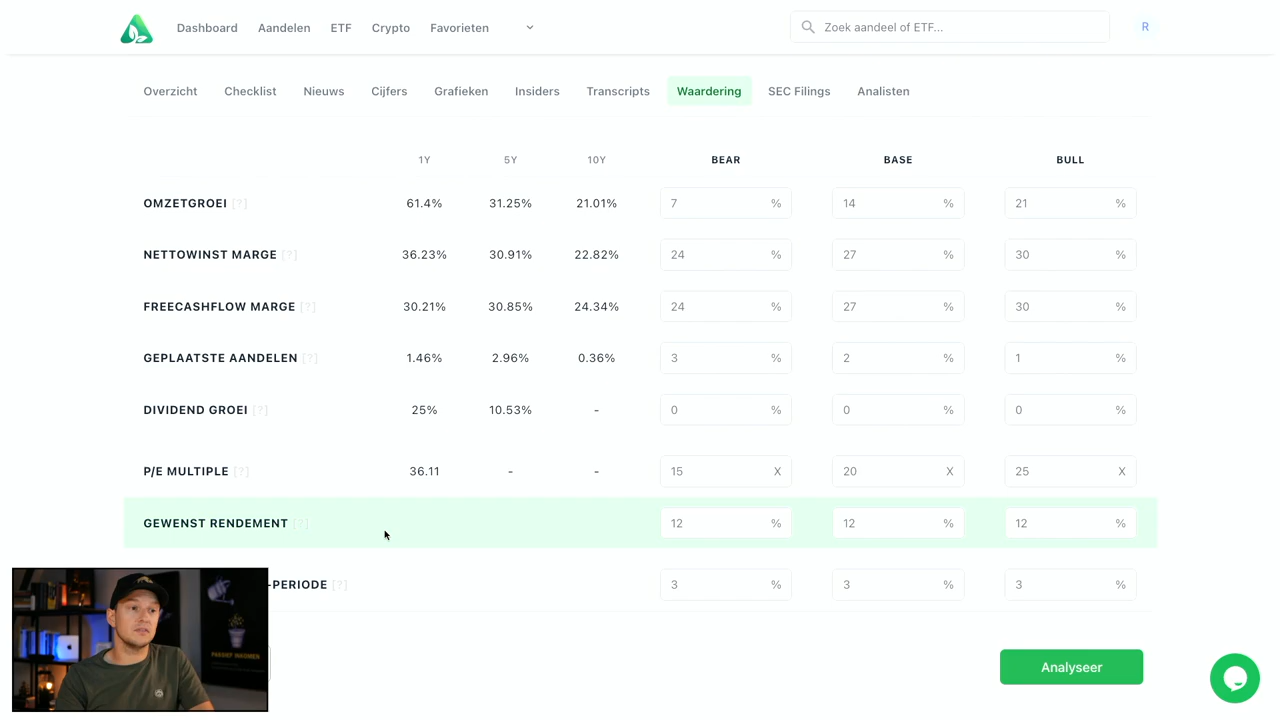 Dashboard Aandelen ETF Crypto Favorieten Zoek aandeel of ETF... R
Overzicht Checklist Nieuws Cijfers Grafieken Insiders Transcripts Waardering SEC Filings Analisten
1Y 5Y 10Y BEAR BASE BULL
OMZETGROEI [?] 61.4% 31.25% 21.01% 7 % 14 % 21 %
NETTOWINST MARGE [?] 36.23% 30.91% 22.82% 24 % 27 % 30 %
FREECASHFLOW MARGE [?] 30.21% 30.85% 24.34% 24 % 27 % 30 %
GEPLAATSTE AANDELEN [?] 1.46% 2.96% 0.36% 3 % 2 % 1 %
DIVIDEND GROEI [?] 25% 10.53% - 0 % 0 % 0 %
P/E MULTIPLE [?] 36.11 - - 15 X 20 X 25 X
GEWENST RENDEMENT [?] 12 % 12 % 12 %
-PERIODE [?] 3 % 3 % 3 %
Analyseer